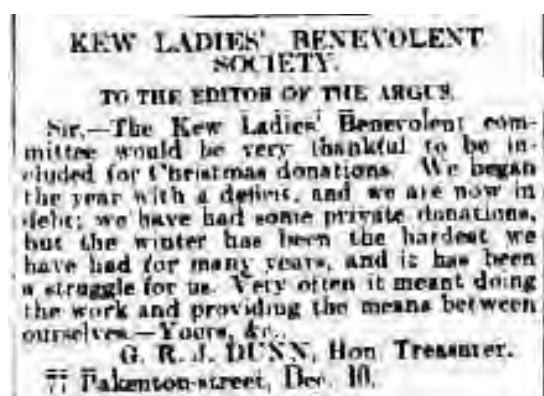 KEW LADIES' BENEVOLENT
SOCIETY.
TO THE EDITOR OF THE ARGUS.
Sir,—The Kew Ladies' Benevolent com-
mittee would be very thankful to be in-
cluded for Christmas donations. We began
the year with a deficit, and we are now in
debt; we have had some private donations,
but the winter has been the hardest we
have had for many years, and it has been
a struggle for us. Very often it meant doing
the work and providing the means between
ourselves.—Yours, &c.,
G. R. J. DUNN, Hon Treasurer.
77 Pakenton-street, Dec. 10.